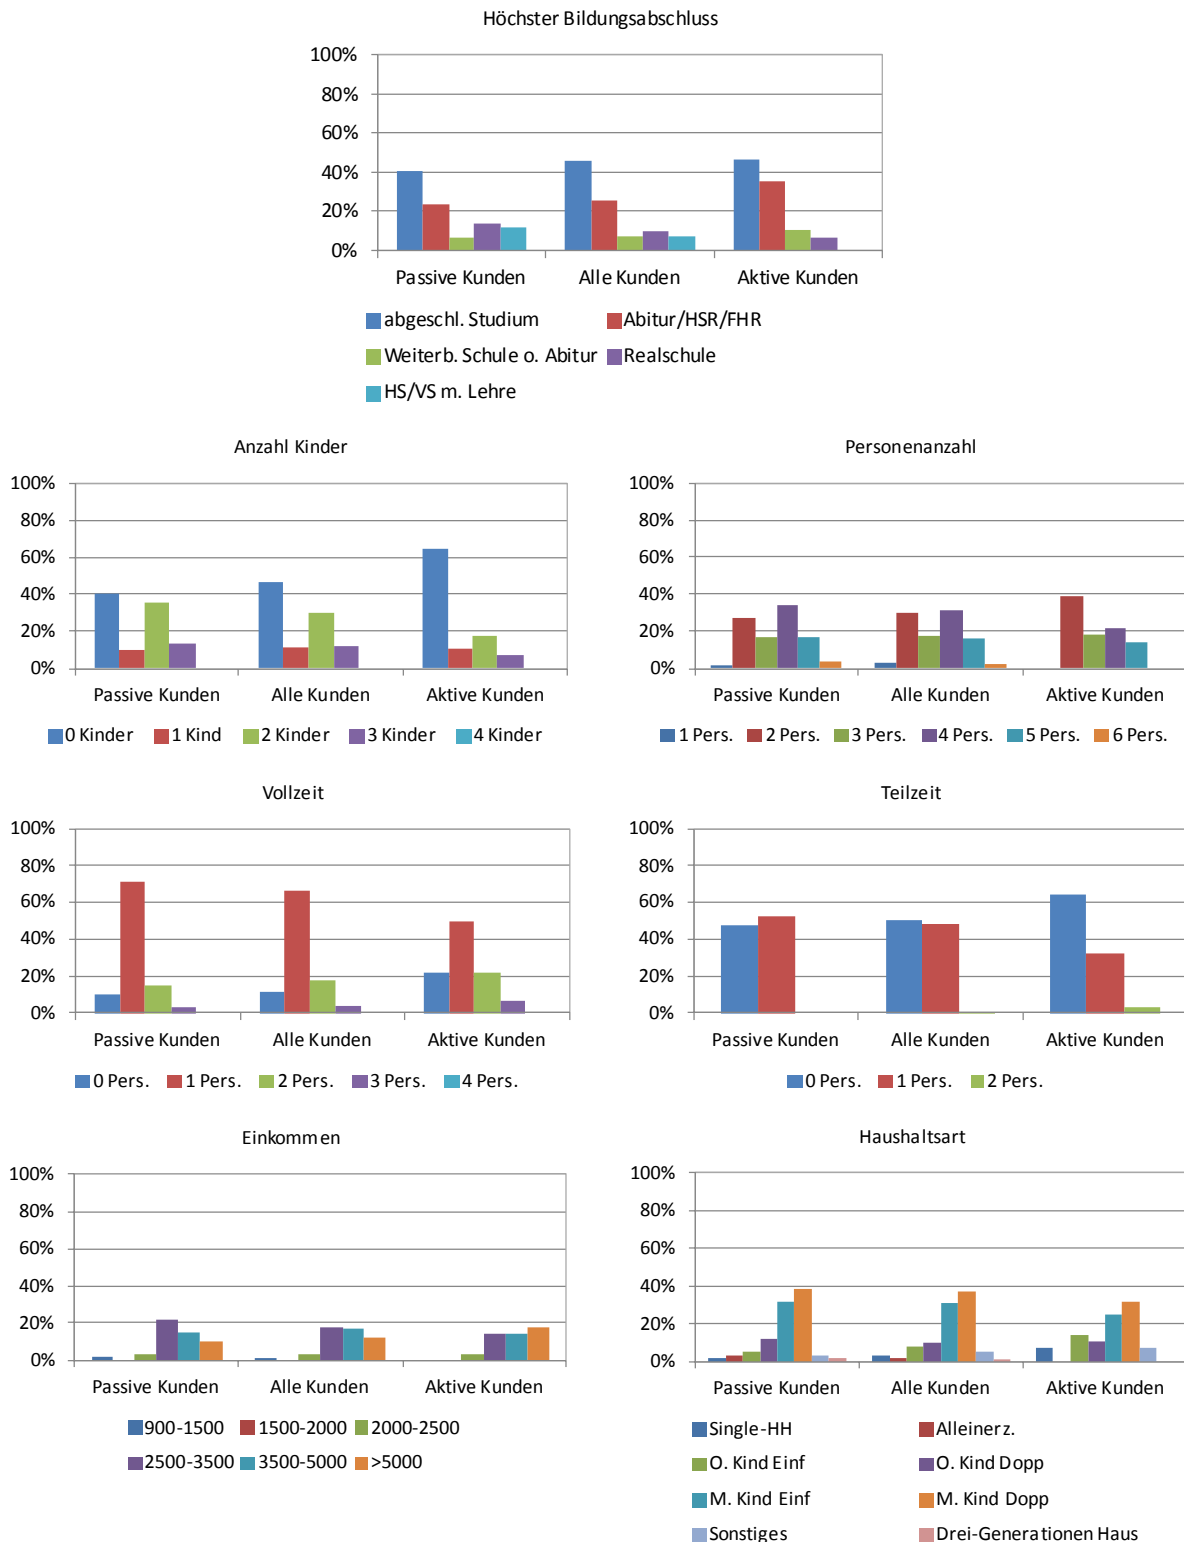 Höchster Bildungsabschluss
100%
80%
60%
40%
20%
0%
Passive Kunden Alle Kunden Aktive Kunden
abgeschl. Studium Abitur/HSR/FHR
Weiterb. Schule o. Abitur Realschule
HS/VS m. Lehre
Anzahl Kinder
100%
80%
60%
40%
20%
0%
Passive Kunden Alle Kunden Aktive Kunden
0 Kinder 1 Kind 2 Kinder 3 Kinder 4 Kinder
Personenanzahl
100%
80%
60%
40%
20%
0%
Passive Kunden Alle Kunden Aktive Kunden
1 Pers. 2 Pers. 3 Pers. 4 Pers. 5 Pers. 6 Pers.
Vollzeit
100%
80%
60%
40%
20%
0%
Passive Kunden Alle Kunden Aktive Kunden
0 Pers. 1 Pers. 2 Pers. 3 Pers. 4 Pers.
Teilzeit
100%
80%
60%
40%
20%
0%
Passive Kunden Alle Kunden Aktive Kunden
0 Pers. 1 Pers. 2 Pers.
Einkommen
100%
80%
60%
40%
20%
0%
Passive Kunden Alle Kunden Aktive Kunden
900-1500 1500-2000 2000-2500
2500-3500 3500-5000 >5000
Haushaltsart
100%
80%
60%
40%
20%
0%
Passive Kunden Alle Kunden Aktive Kunden
Single-HH Alleinerz.
O. Kind Einf O. Kind Dopp
M. Kind Einf M. Kind Dopp
Sonstiges Drei-Generationen Haus